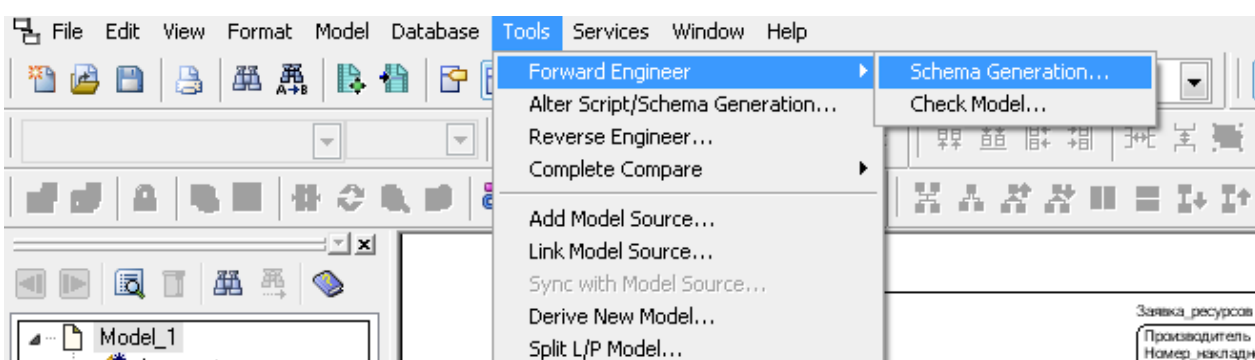 File Edit View Format Model Database Tools Services Window Help
Forward Engineer
Schema Generation...
Alter Script/Schema Generation...
Check Model...
Reverse Engineer...
Complete Compare
Add Model Source...
Link Model Source...
Sync with Model Source...
Derive New Model...
Split L/P Model...
Model_1
Заявка_ресурсов
Производитель